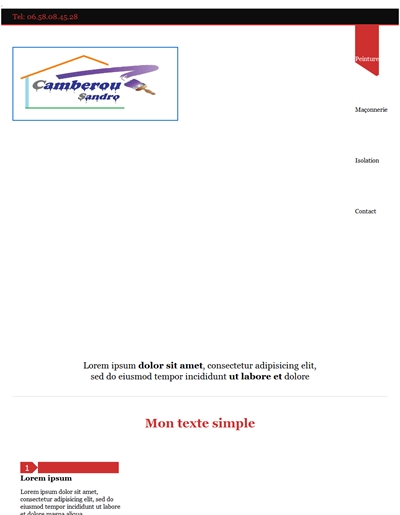 Tel: 06.58.08.45.28
Peinture
Camberou
Sandro
Maçonnerie
Isolation
Contact
Lorem ipsum dolor sit amet, consectetur adipisicing elit,
sed do eiusmod tempor incididunt ut labore et dolore
Mon texte simple
1
Lorem ipsum
Lorem ipsum dolor sit amet,
consectetur adipisicing elit, sed do
eiusmod tempor incididunt ut labore
et dolore magna aliqua